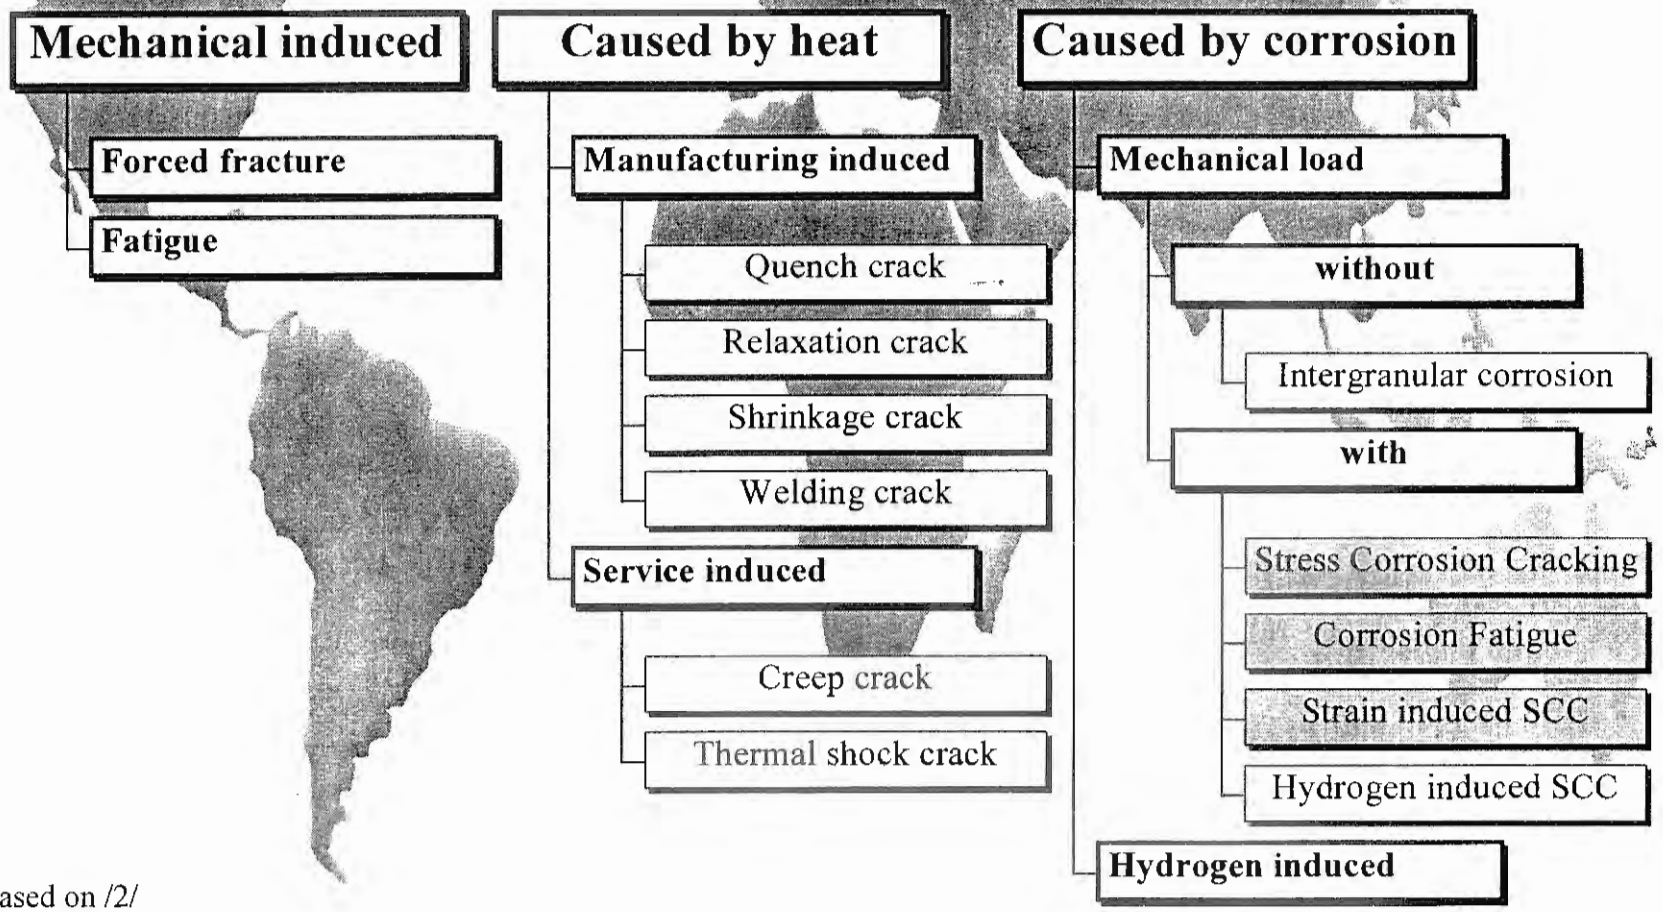 Mechanical induced
Forced fracture
Fatigue
Caused by heat
Manufacturing induced
Quench crack
Relaxation crack
Shrinkage crack
Welding crack
Service induced
Creep crack
Thermal shock crack
Caused by corrosion
Mechanical load
without
Intergranular corrosion
with
Stress Corrosion Cracking
Corrosion Fatigue
Strain induced SCC
Hydrogen induced SCC
Hydrogen induced
ased on /2/